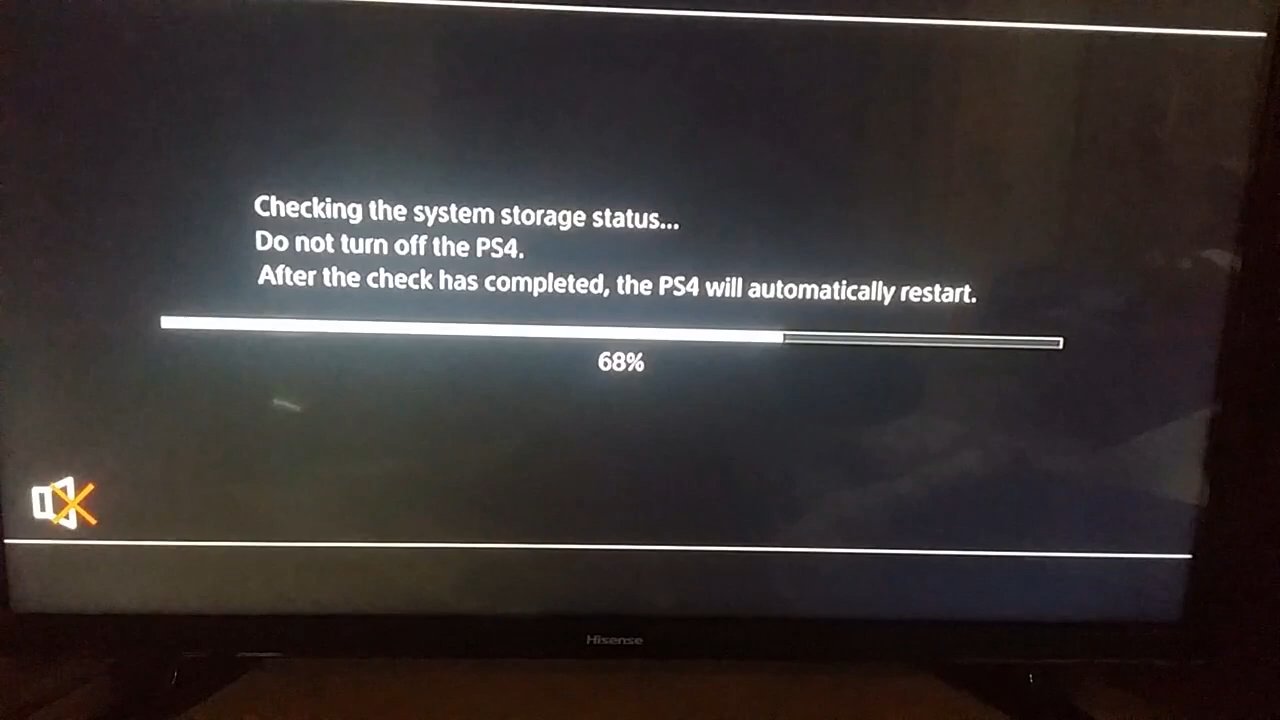 Checking the system storage status...
Do not turn off the PS4.
After the check has completed, the PS4 will automatically restart.
68%
Hisense